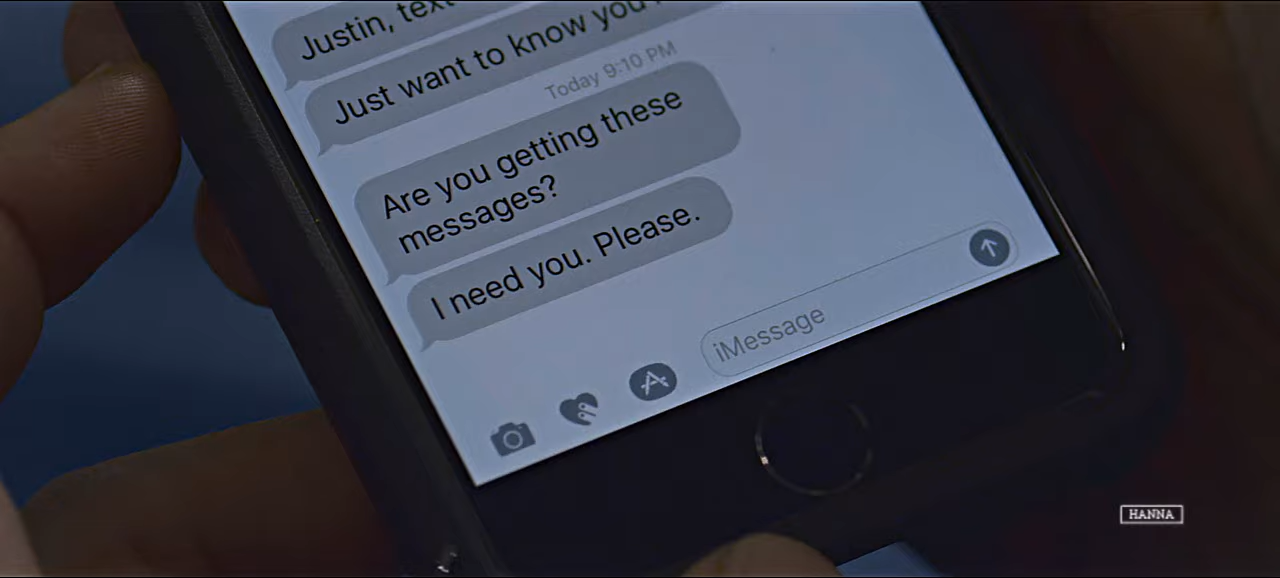 Justin, text
Just want to know you
Today 9:10 PM
Are you getting these
messages?
I need you. Please.
iMessage
HANNA